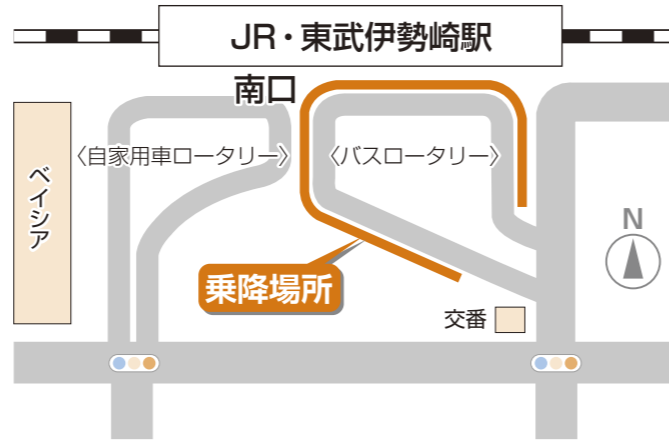 JR・東武伊勢崎駅
南口
〈自家用車ロータリー〉
〈バスロータリー〉
ベイシア
乗降場所
交番
N